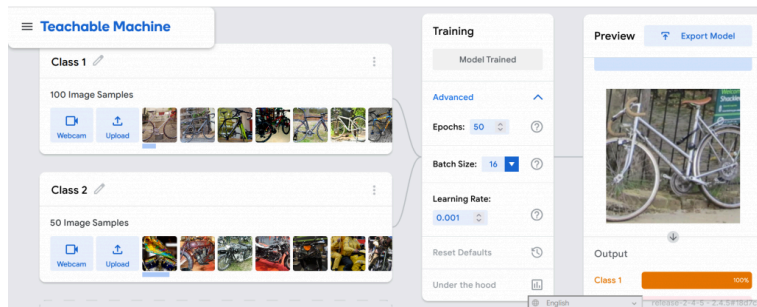 Teachable Machine
Class 1
100 Image Samples
Webcam
Upload
Class 2
50 Image Samples
Webcam
Upload
Training
Model Trained
Advanced
Epochs: 50
Batch Size: 16
Learning Rate:
0.001
Reset Defaults
Under the hood
Preview
Export Model
Output
Class 1
100%
English